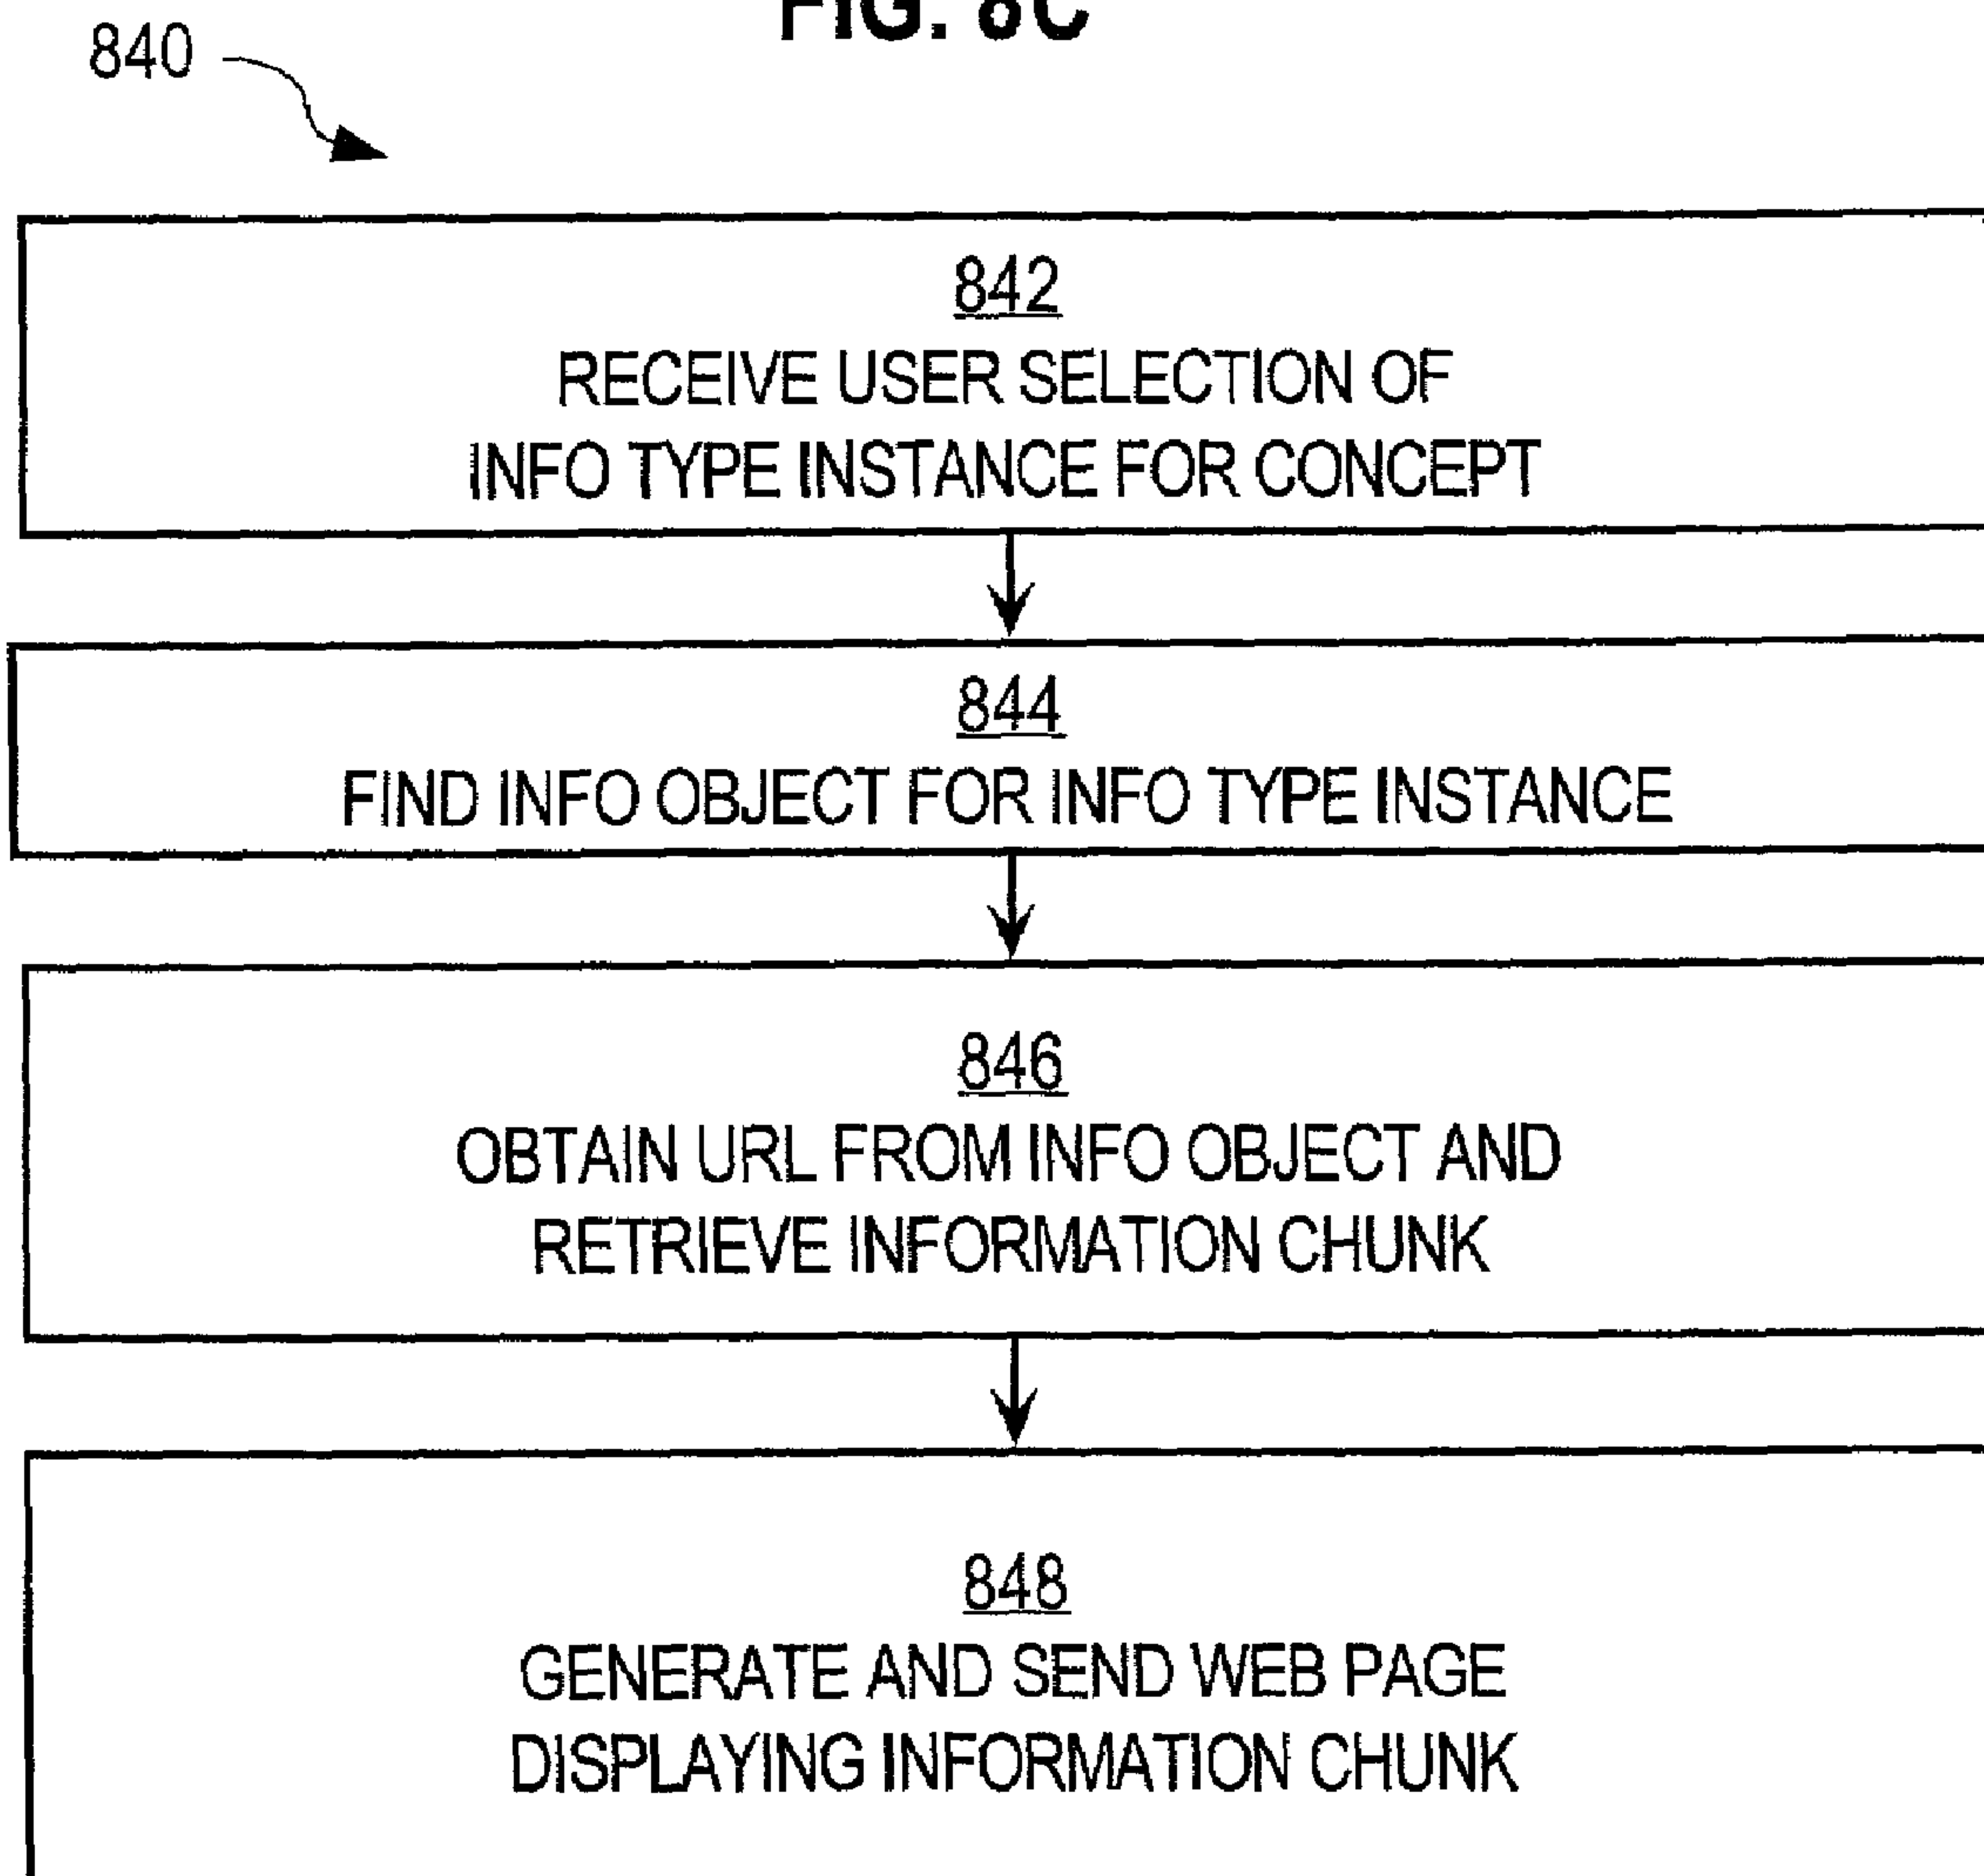 FIG. 8C
840
842
RECEIVE USER SELECTION OF
INFO TYPE INSTANCE FOR CONCEPT
844
FIND INFO OBJECT FOR INFO TYPE INSTANCE
846
OBTAIN URL FROM INFO OBJECT AND
RETRIEVE INFORMATION CHUNK
848
GENERATE AND SEND WEB PAGE
DISPLAYING INFORMATION CHUNK